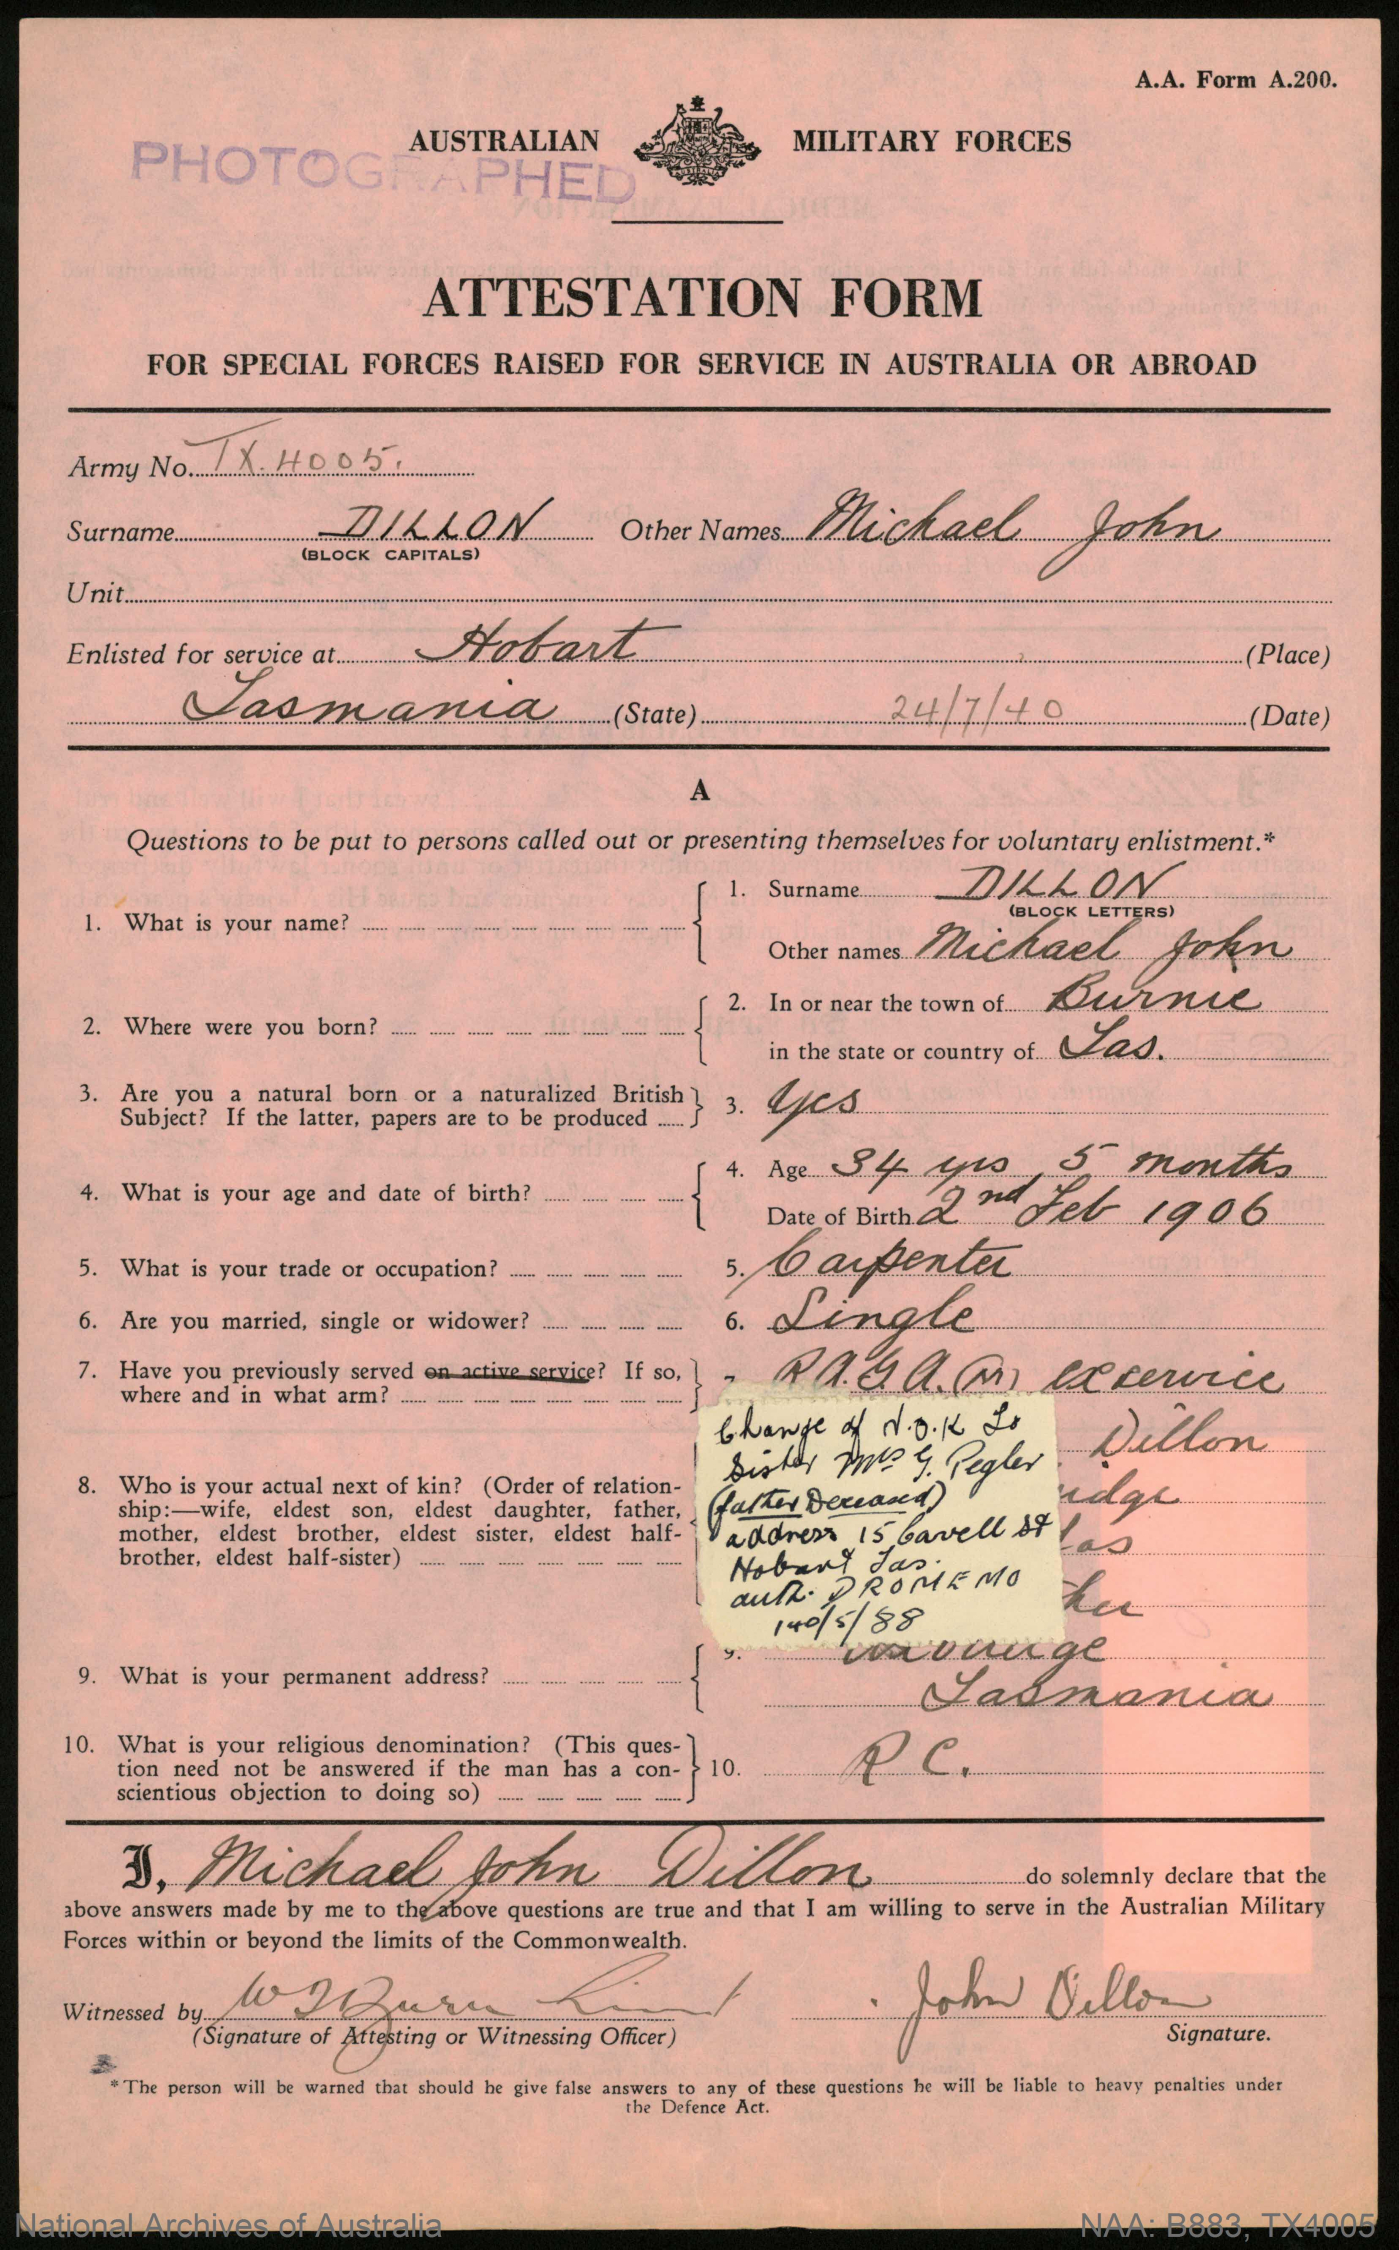 A.A. Form A.200.
AUSTRALIAN MILITARY FORCES
PHOTOGRAPHED
ATTESTATION FORM
FOR SPECIAL FORCES RAISED FOR SERVICE IN AUSTRALIA OR ABROAD
Army No. TX.4005.
Surname DILLON Other Names Michael John
(BLOCK CAPITALS)
Unit
Enlisted for service at Hobart (Place)
Tasmania (State) 24/7/40 (Date)
A
Questions to be put to persons called out or presenting themselves for voluntary enlistment.*
1. What is your name? 1. Surname DILLON
(BLOCK LETTERS)
Other names Michael John
2. Where were you born? 2. In or near the town of Burnie
in the state or country of Tas.
3. Are you a natural born or a naturalized British
Subject? If the latter, papers are to be produced 3. Yes
4. What is your age and date of birth? 4. Age 34 yrs 5 months
Date of Birth 2nd Feb 1906
5. What is your trade or occupation? 5. Carpenter
6. Are you married, single or widower? 6. Single
7. Have you previously served on active service? If so,
where and in what arm? R.A.G.A. (M) ex service
8. Who is your actual next of kin? (Order of relation-
ship:—wife, eldest son, eldest daughter, father,
mother, eldest brother, eldest sister, eldest half-
brother, eldest half-sister)
Dillon
Change of N.O.K to
Sister Mrs G. Pegler
(father Deceased)
address 15 Cavell St
Hobart Tas.
auth. DROMEMO
140/5/88
9. What is your permanent address? 9.
Tasmania
10. What is your religious denomination? (This ques-
tion need not be answered if the man has a con-
scientious objection to doing so) 10. R C.
I, Michael John Dillon do solemnly declare that the
above answers made by me to the above questions are true and that I am willing to serve in the Australian Military
Forces within or beyond the limits of the Commonwealth.
Witnessed by John Dillon
(Signature of Attesting or Witnessing Officer) Signature.
*The person will be warned that should he give false answers to any of these questions he will be liable to heavy penalties under
the Defence Act.
National Archives of Australia NAA: B883, TX4005